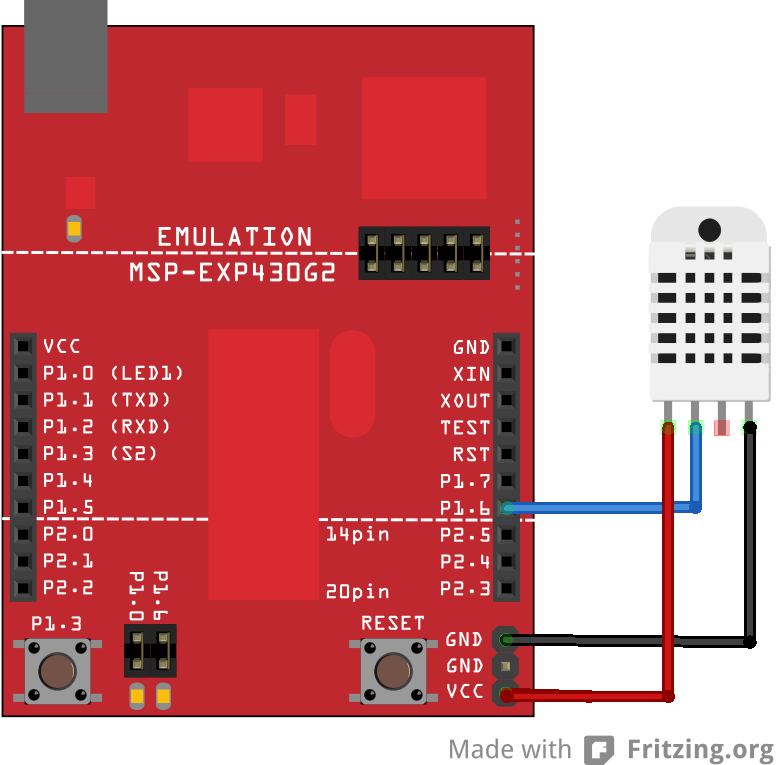 EMULATION
MSP-EXP430G2
VCC
P1.0 (LED1)
P1.1 (TXD)
P1.2 (RXD)
P1.3 (S2)
P1.4
P1.5
P2.0
P2.1
P2.2
GND
XIN
XOUT
TEST
RST
P1.7
P1.6
P2.5
P2.4
P2.3
14pin
20pin
P1.3
P1.0
P1.6
RESET
GND
GND
VCC
Made with Fritzing.org